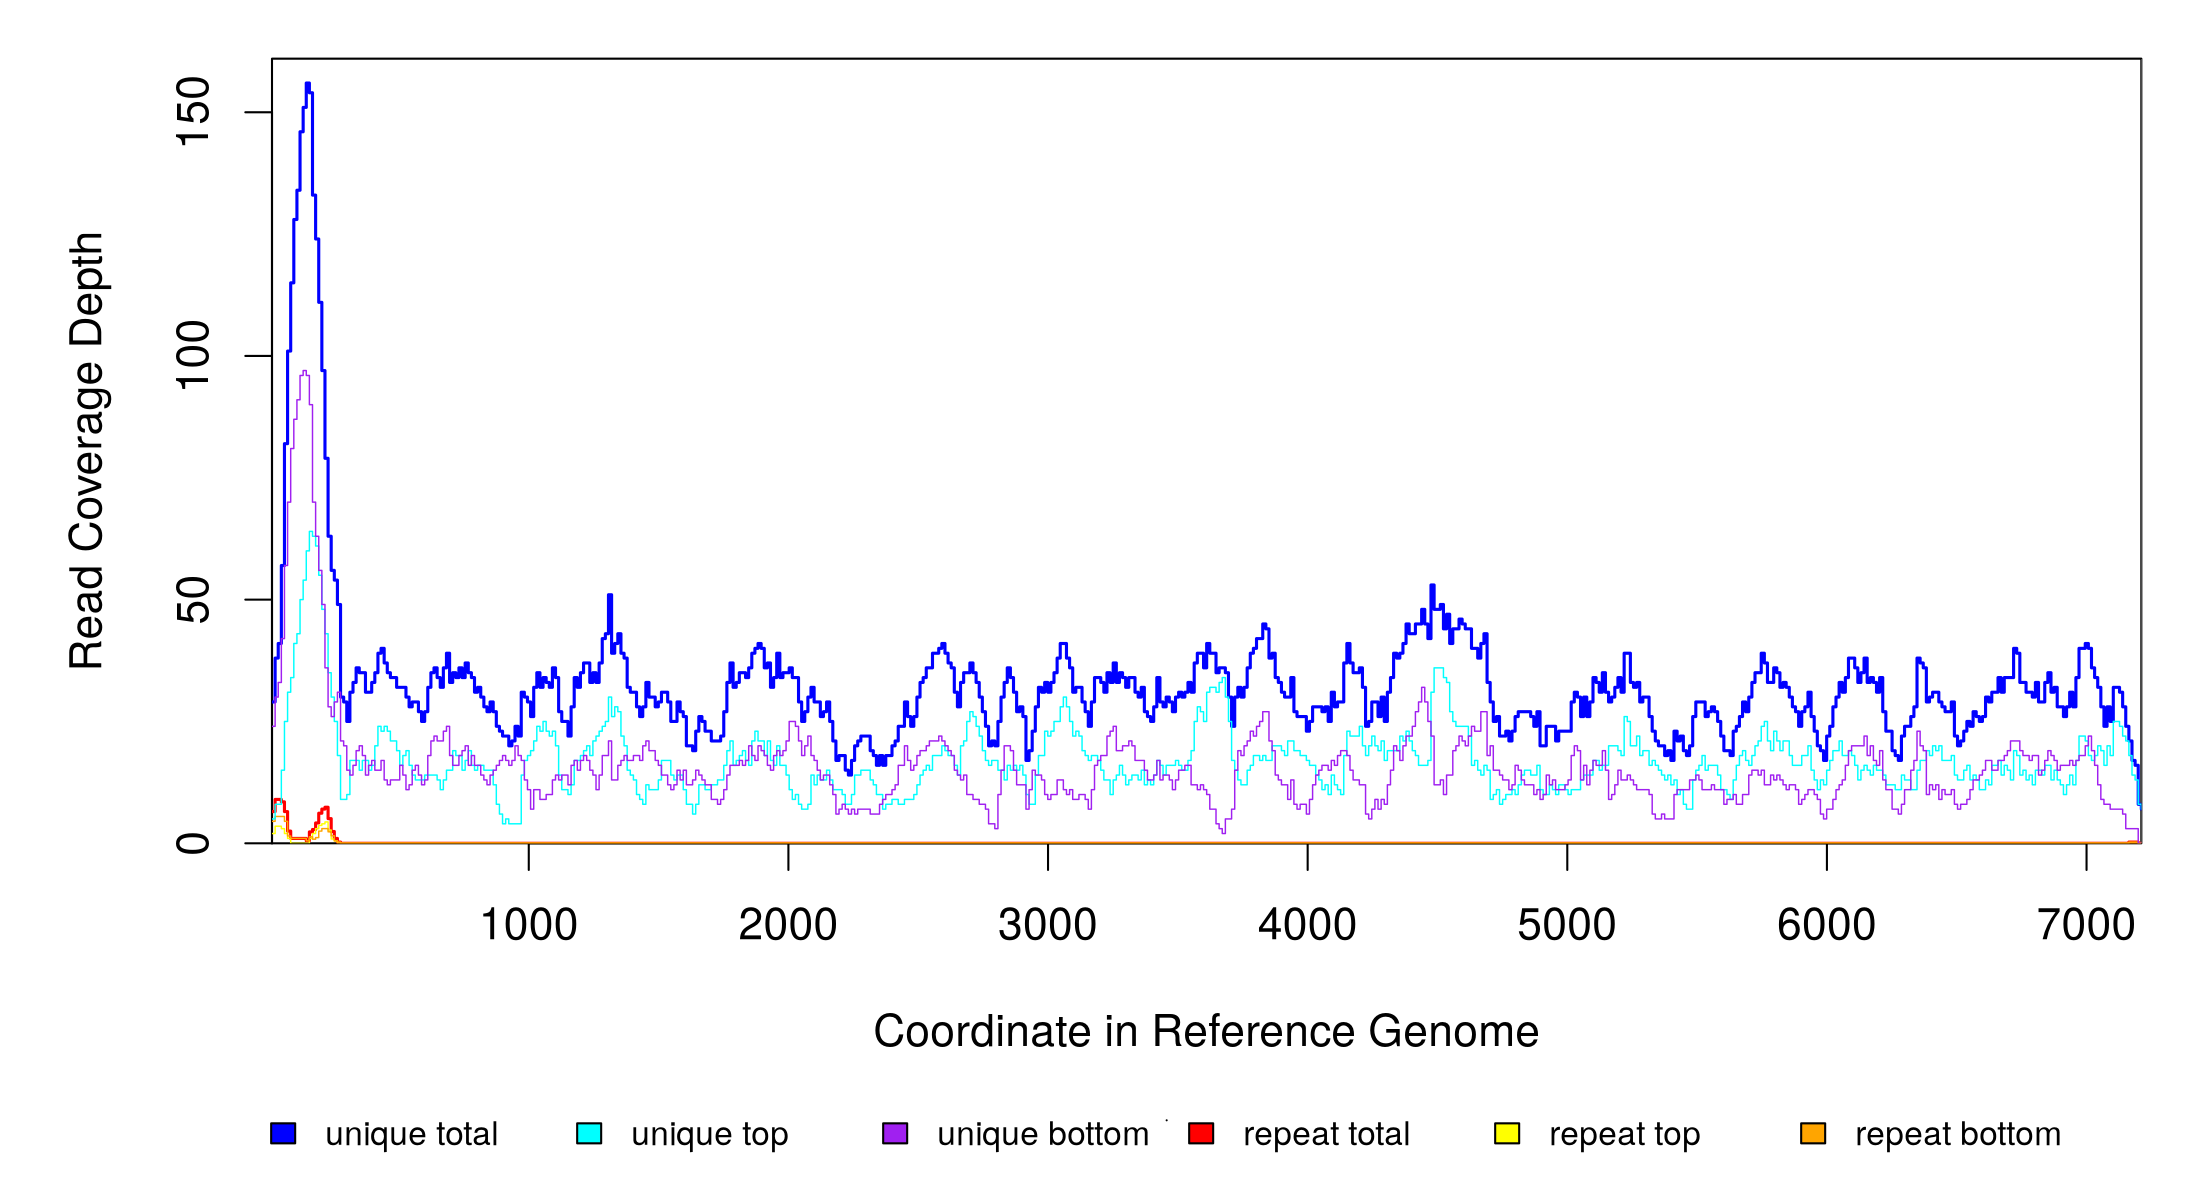 150
100
50
0
Read Coverage Depth
1000 2000 3000 4000 5000 6000 7000
Coordinate in Reference Genome
unique total unique top unique bottom repeat total repeat top repeat bottom